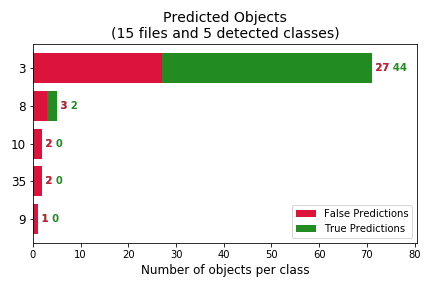 Predicted Objects
(15 files and 5 detected classes)
3
27 44
8
3 2
10
2 0
35
2 0
9
1 0
False Predictions
True Predictions
0 10 20 30 40 50 60 70 80
Number of objects per class